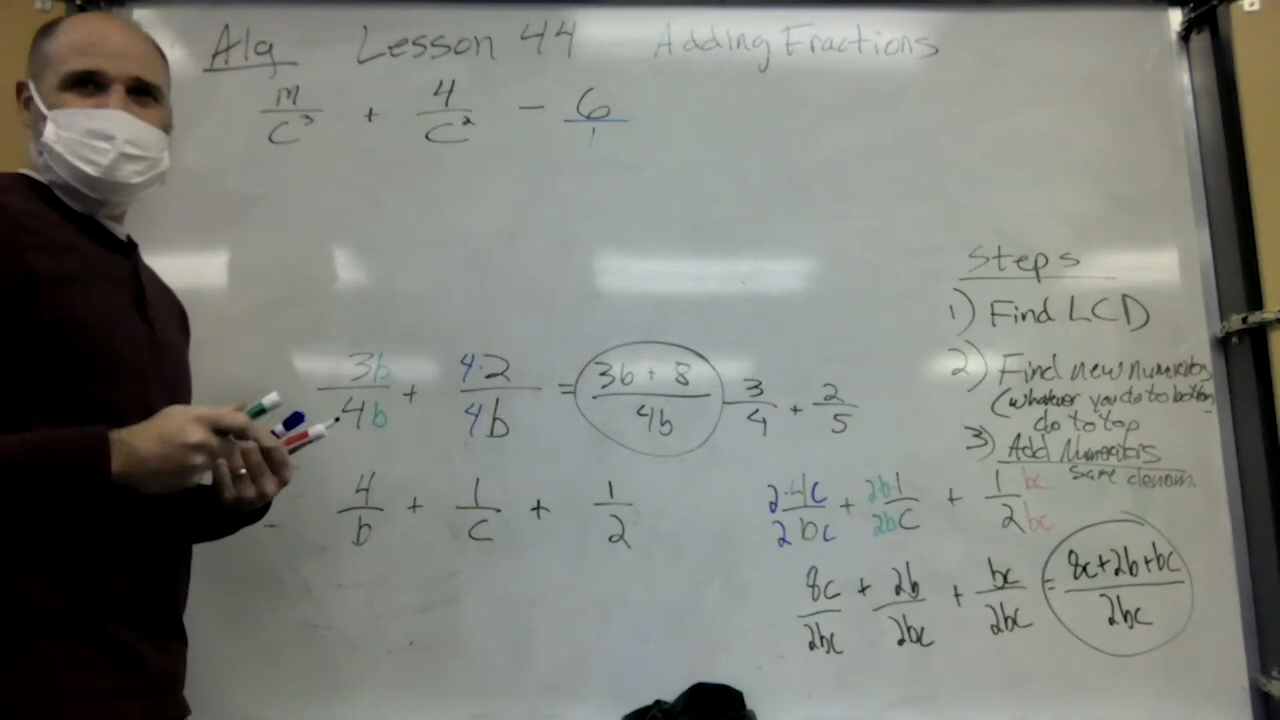 Alg Lesson 44 Adding Fractions
m/c³ + 4/c² - 6/1
Steps
1) Find LCD
2) Find new numerators
(whatever you do to bottom
do to top
3) Add Numeritors
same denom.
3b/4b + 4·2/4b = 3b + 8/4b
3/4 + 2/5
4/b + 1/c + 1/2
2·4c/2bc + 2b1/2bc + 1bc/2bc
8c/2bc + 2b/2bc + bc/2bc = 8c+2b+bc/2bc